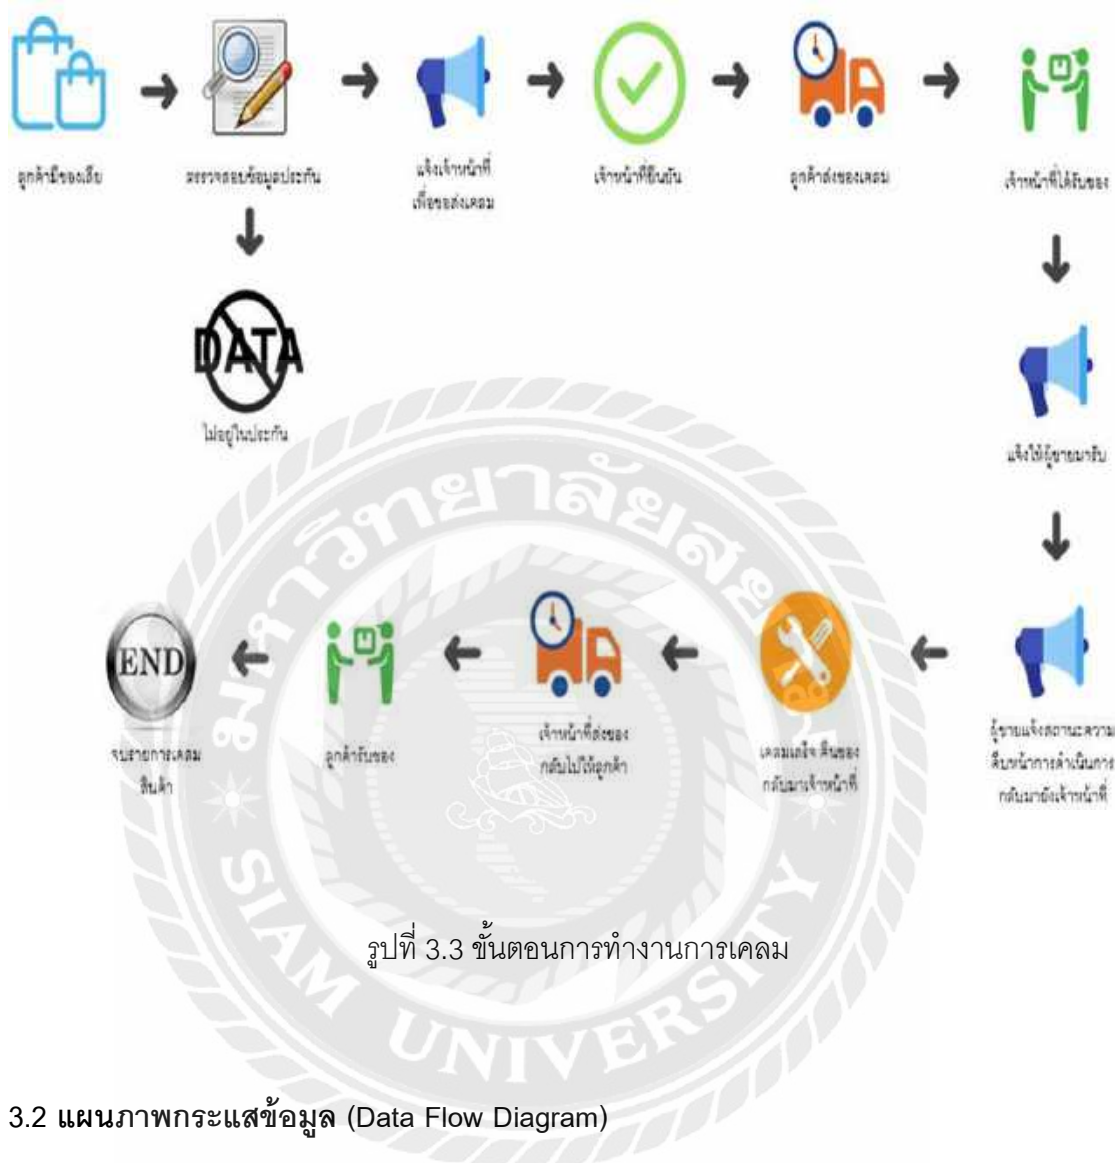 ลูกค้ามีของเสีย
ตรวจสอบข้อมูลประกัน
แจ้งเจ้าหน้าที่
เพื่อขอส่งเคลม
เจ้าหน้าที่ยืนยัน
ลูกค้าส่งของเคลม
เจ้าหน้าที่ได้รับของ
DATA
ไม่อยู่ในประกัน
แจ้งให้ผู้ขายมารับ
END
จบรายการเคลม
สินค้า
ลูกค้ารับของ
เจ้าหน้าที่ส่งของ
กลับไปให้ลูกค้า
เคลมเสร็จ คืนของ
กลับมาเจ้าหน้าที่
ผู้ขายแจ้งสถานะความ
คืบหน้าการดำเนินการ
กลับมายังเจ้าหน้าที่
มหาวิทยาลัยสยาม
SIAM UNIVERSITY
รูปที่ 3.3 ขั้นตอนการทำงานการเคลม
3.2 แผนภาพกระแสข้อมูล (Data Flow Diagram)